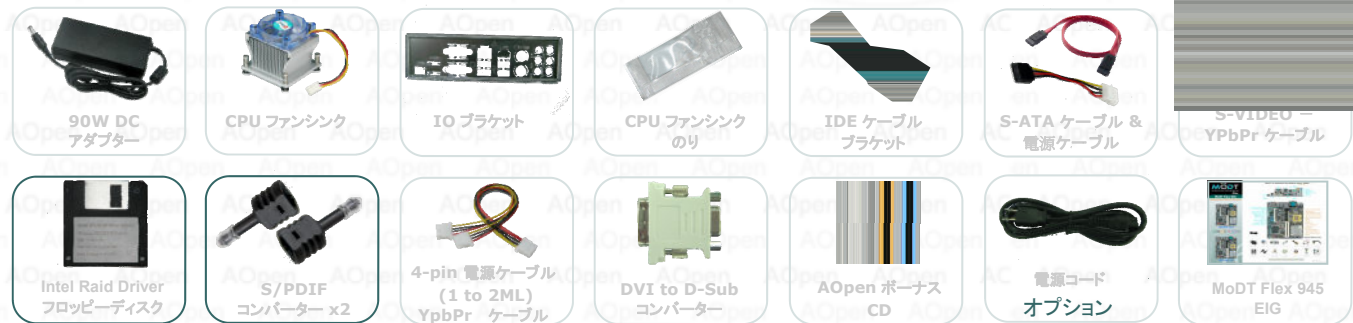 90W DC
アダプター
CPU ファンシンク
IO ブラケット
CPU ファンシンク
のり
IDE ケーブル
ブラケット
S-ATA ケーブル &
電源ケーブル
S-VIDEO –
YPbPr ケーブル
Intel Raid Driver
フロッピーディスク
S/PDIF
コンバーター x2
4-pin 電源ケーブル
(1 to 2ML)
YpbPr ケーブル
DVI to D-Sub
コンバーター
AOpen ボーナス
CD
電源コード
オプション
MoDT
MoDT Flex 945
EIG